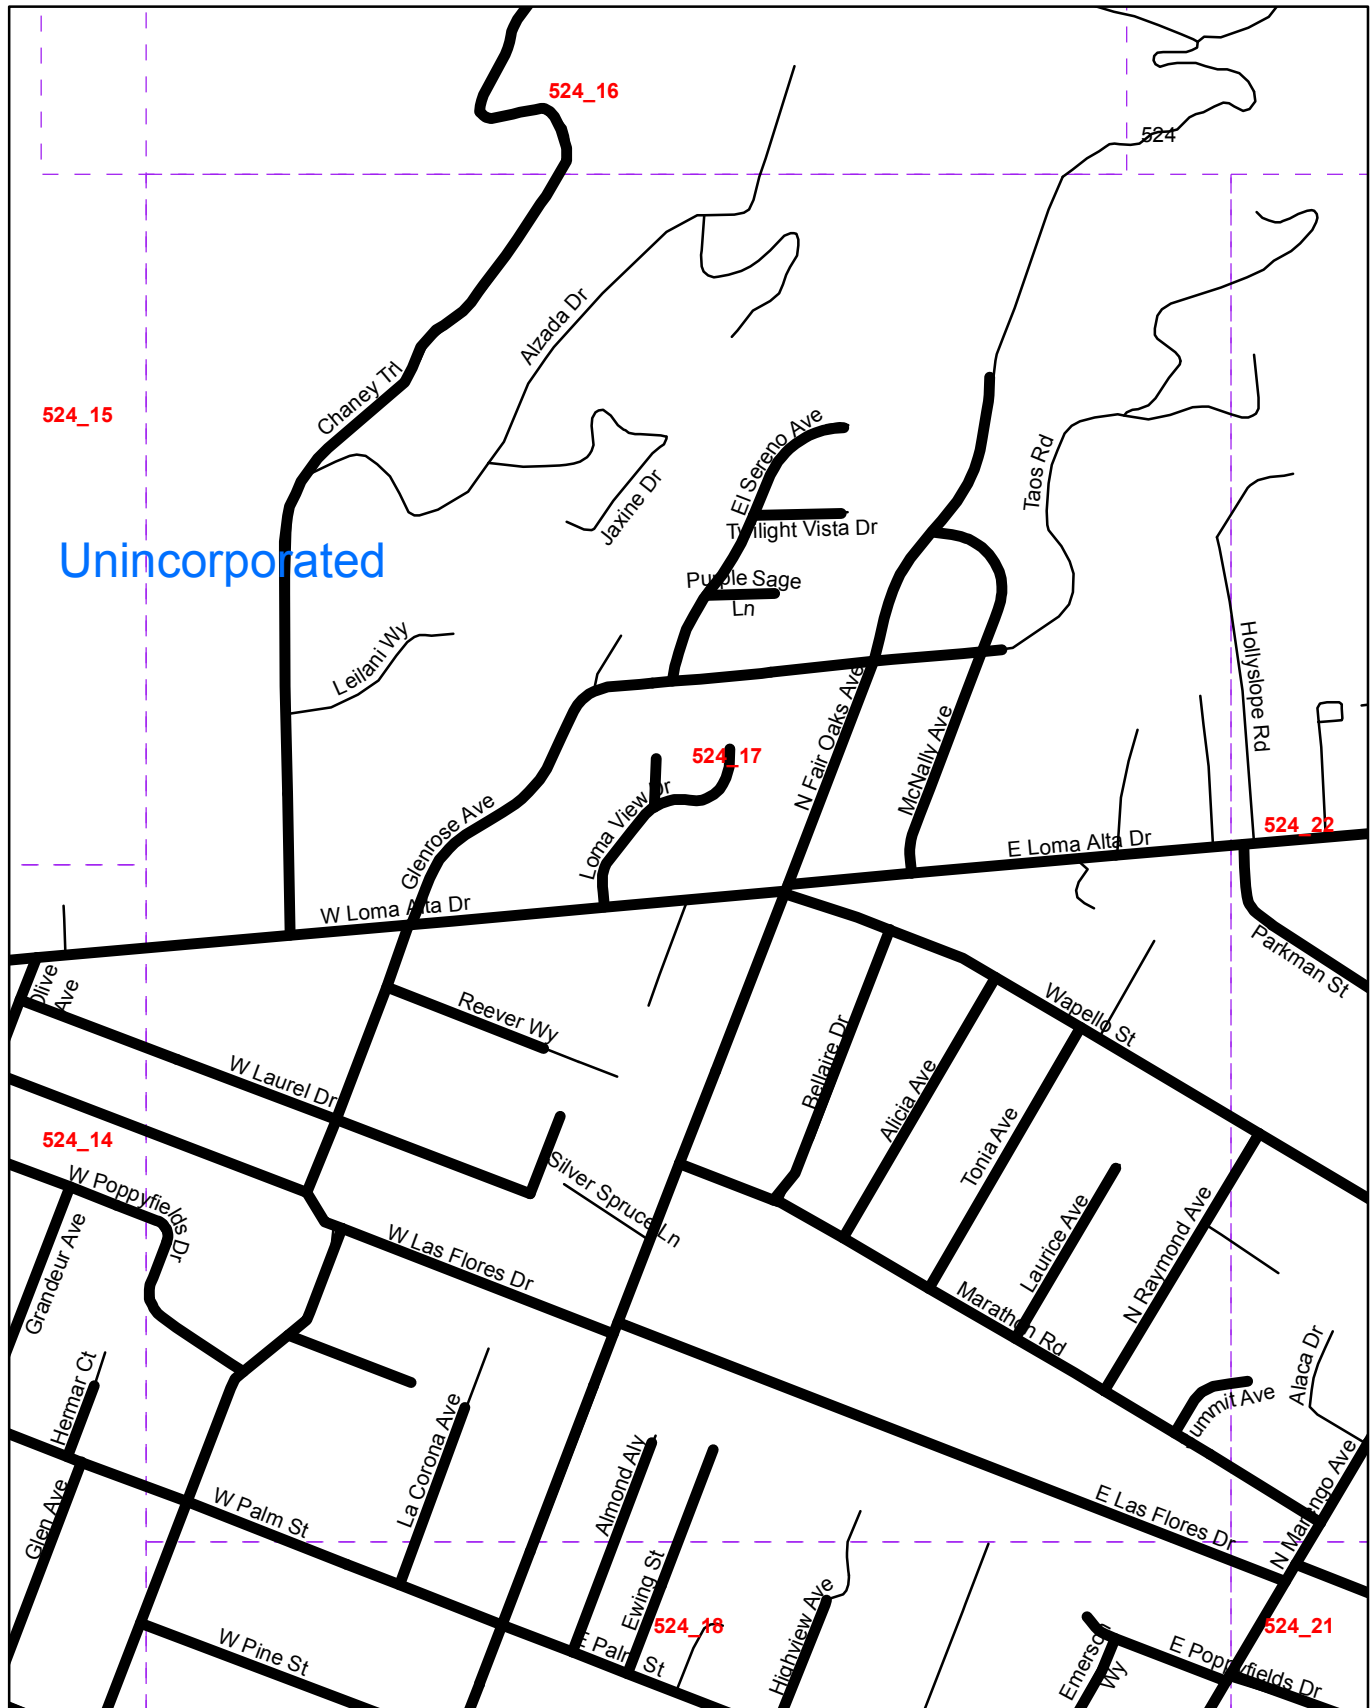 524_16
524
Alzada Dr
Chaney Trl
524_15
El Sereno Ave
Taos Rd
Jaxine Dr
Twilight Vista Dr
Unincorporated
Purple Sage
Ln
Leilani Wy
Hollyslope Rd
N Fair Oaks Ave
McNally Ave
524_17
Loma View Dr
Glenrose Ave
524_22
E Loma Alta Dr
W Loma Alta Dr
Parkman St
Olive
Ave
Reever Wy
Wapello St
Bellaire Dr
Alicia Ave
W Laurel Dr
Tonia Ave
524_14
Silver Spruce Ln
W Poppyfields Dr
Laurice Ave
N Raymond Ave
Grandeur Ave
W Las Flores Dr
Marathon Rd
Alaca Dr
Hermar Ct
Summit Ave
La Corona Ave
Almond Aly
N Marengo Ave
E Las Flores Dr
Glen Ave
W Palm St
Ewing St
Highview Ave
524_18
524_21
W Pine St
E Palm St
Emerson
Wy
E Poppyfields Dr